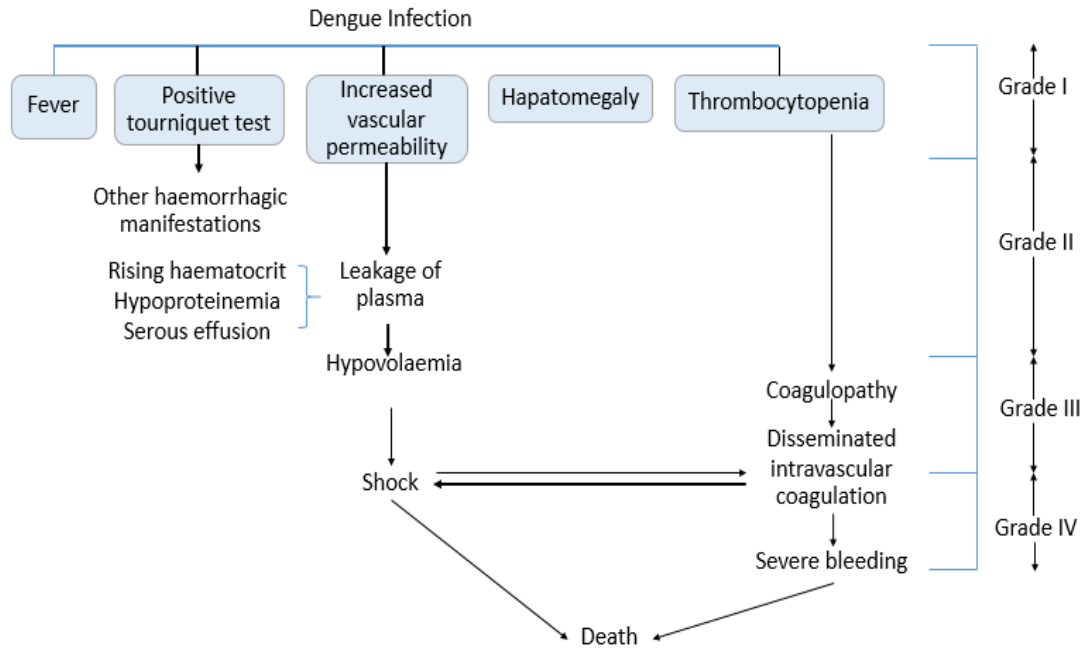 Dengue Infection
Fever
Positive
tourniquet test
Increased
vascular
permeability
Hapatomegaly
Thrombocytopenia
Grade I
Other haemorrhagic
manifestations
Grade II
Rising haematocrit
Hypoproteinemia
Serous effusion
Leakage of
plasma
Hypovolaemia
Coagulopathy
Grade III
Disseminated
intravascular
coagulation
Shock
Grade IV
Severe bleeding
Death